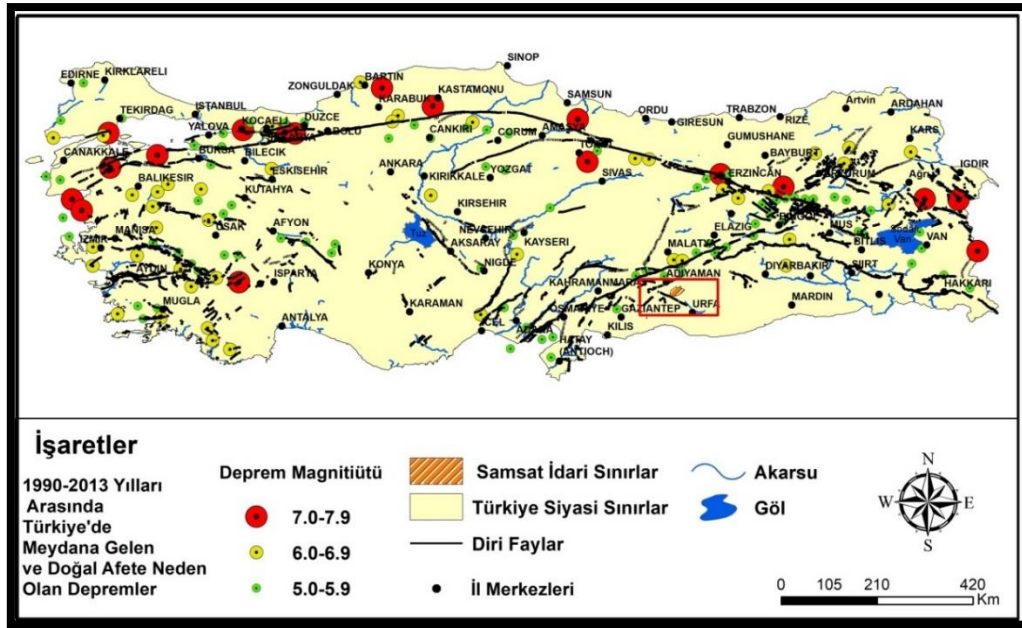 SINOP
EDIRNE
KIRKLARELI
ZONGULDAK
BARTIN
KASTAMONU
KARABUK
SAMSUN
TEKIRDAG
ISTANBUL
KOCAELI
DUZCE
BOLU
ORDU
GIRESUN
TRABZON
RIZE
Artvin
ARDAHAN
KARS
YALOVA
CANKIRI
CORUM
AMASYA
TOKAT
GUMUSHANE
BAYBURT
CANAKKALE
BURSA
BILECIK
ANKARA
ESKISEHIR
KIRIKKALE
YOZGAT
SIVAS
ERZINCAN
ERZURUM
IGDIR
Ağrı
BALIKESIR
KUTAHYA
KIRSEHIR
MANISA
USAK
AFYON
Tuz
NEVSEHIR
AKSARAY
KAYSERI
MALATYA
ELAZIG
BINGOL
MUS
BITLIS
Van
VAN
IZMIR
AYDIN
ISPARTA
KONYA
NIGDE
KAHRAMANMARAS
ADIYAMAN
DIYARBAKIR
SIIRT
HAKKARI
MUGLA
ANTALYA
KARAMAN
ICEL
ADANA
OSMANIYE
GAZIANTEP
URFA
MARDIN
KILIS
HATAY
(ANTIOCH)
İşaretler
1990-2013 Yılları
Arasında
Türkiye'de
Meydana Gelen
ve Doğal Afete Neden
Olan Depremler
Deprem Magnitiütü
7.0-7.9
6.0-6.9
5.0-5.9
Samsat İdari Sınırlar
Türkiye Siyasi Sınırlar
Diri Faylar
İl Merkezleri
Akarsu
Göl
N
W E
S
0 105 210 420
Km